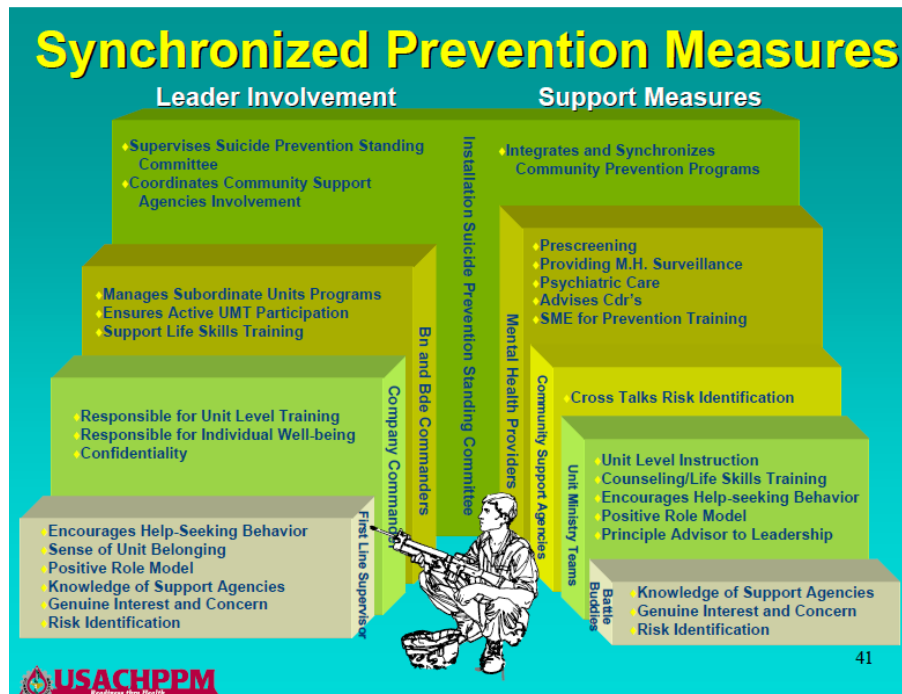 Synchronized Prevention Measures
Leader Involvement
Support Measures
Supervises Suicide Prevention Standing
Committee
Coordinates Community Support
Agencies Involvement
Installation Suicide Prevention Standing Committee
Integrates and Synchronizes
Community Prevention Programs
Manages Subordinate Units Programs
Ensures Active UMT Participation
Support Life Skills Training
Bn and Bde Commanders
Mental Health Providers
Prescreening
Providing M.H. Surveillance
Psychiatric Care
Advises Cdr's
SME for Prevention Training
Responsible for Unit Level Training
Responsible for Individual Well-being
Confidentiality
Company Commander
Community Support Agencies
Cross Talks Risk Identification
Unit Ministry Teams
Unit Level Instruction
Counseling/Life Skills Training
Encourages Help-seeking Behavior
Positive Role Model
Principle Advisor to Leadership
Encourages Help-Seeking Behavior
Sense of Unit Belonging
Positive Role Model
Knowledge of Support Agencies
Genuine Interest and Concern
Risk Identification
First Line Supervisor
Battle
Buddies
Knowledge of Support Agencies
Genuine Interest and Concern
Risk Identification
41
USACHPPM
Readiness thru Health